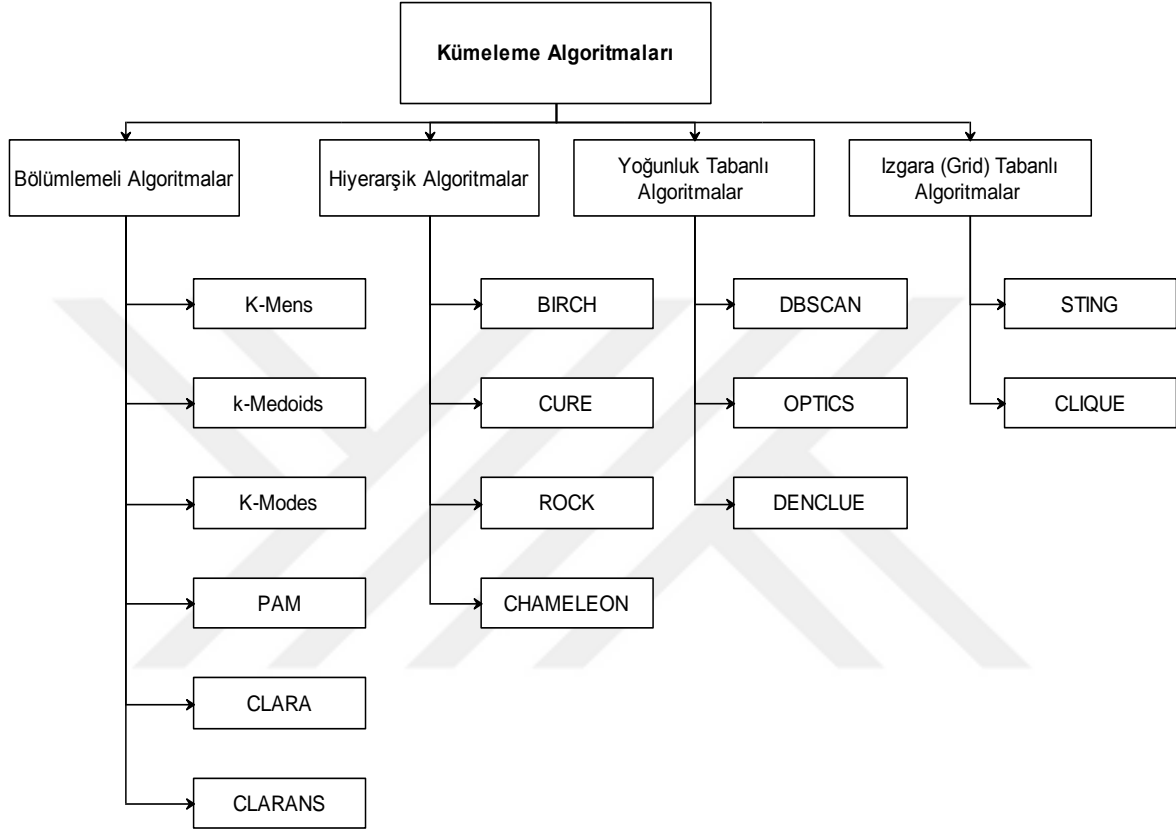 Kümeleme Algoritmaları
Bölümlemeli Algoritmalar
Hiyerarşik Algoritmalar
Yoğunluk Tabanlı
Algoritmalar
Izgara (Grid) Tabanlı
Algoritmalar
K-Mens
k-Medoids
K-Modes
PAM
CLARA
CLARANS
BIRCH
CURE
ROCK
CHAMELEON
DBSCAN
OPTICS
DENCLUE
STING
CLIQUE